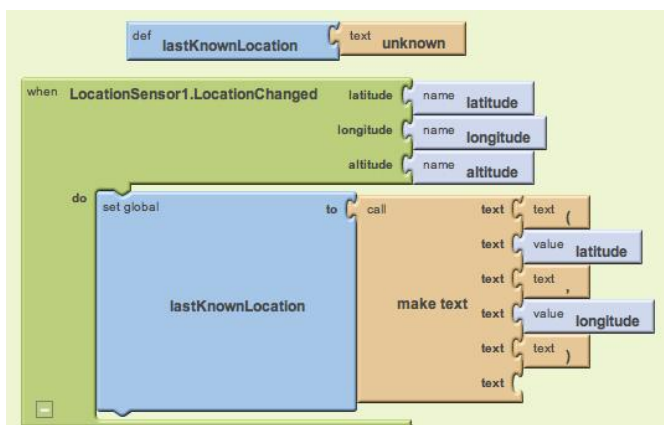 def lastKnownLocation text unknown
when LocationSensor1.LocationChanged latitude name latitude
longitude name longitude
altitude name altitude
do set global lastKnownLocation to call make text text text (
text value latitude
text text ,
text value longitude
text text )
text